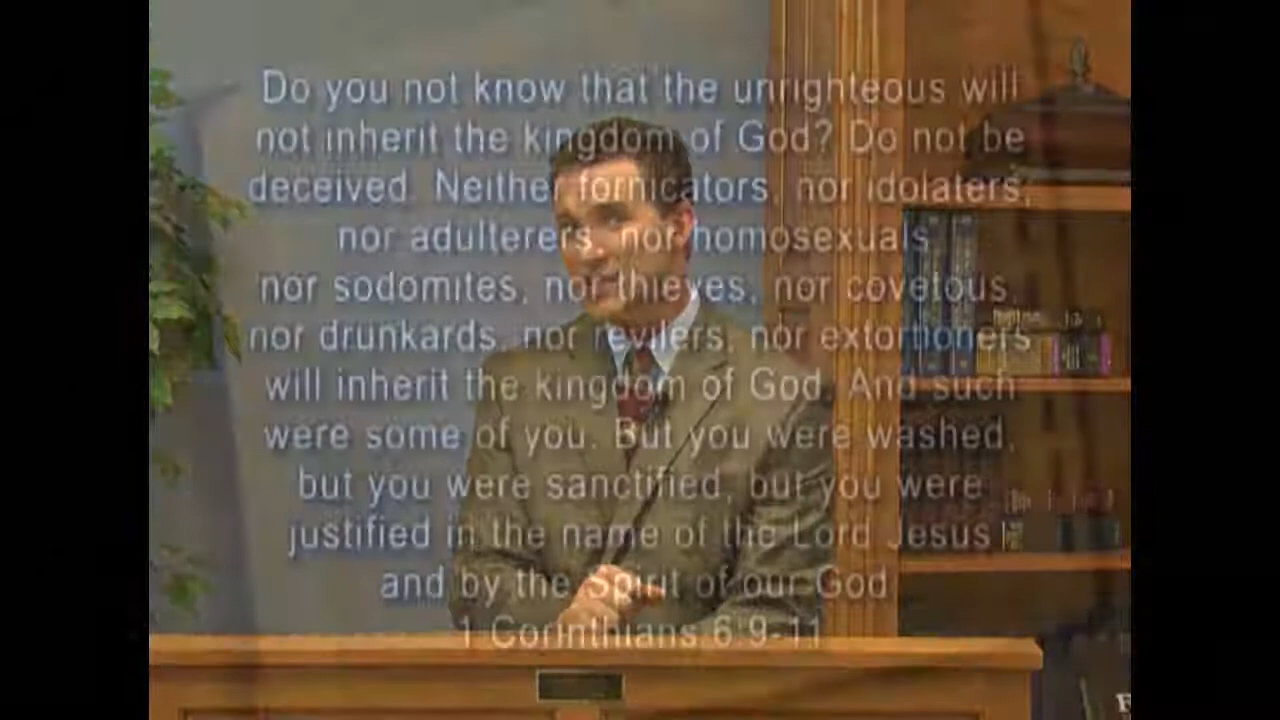 Do you not know that the unrighteous will
not inherit the kingdom of God? Do not be
deceived. Neither fornicators, nor idolaters,
nor adulterers, nor homosexuals,
nor sodomites, nor thieves, nor covetous,
nor drunkards, nor revilers, nor extortioners
will inherit the kingdom of God. And such
were some of you. But you were washed,
but you were sanctified, but you were
justified in the name of the Lord Jesus
and by the Spirit of our God
1 Corinthians 6:9-11